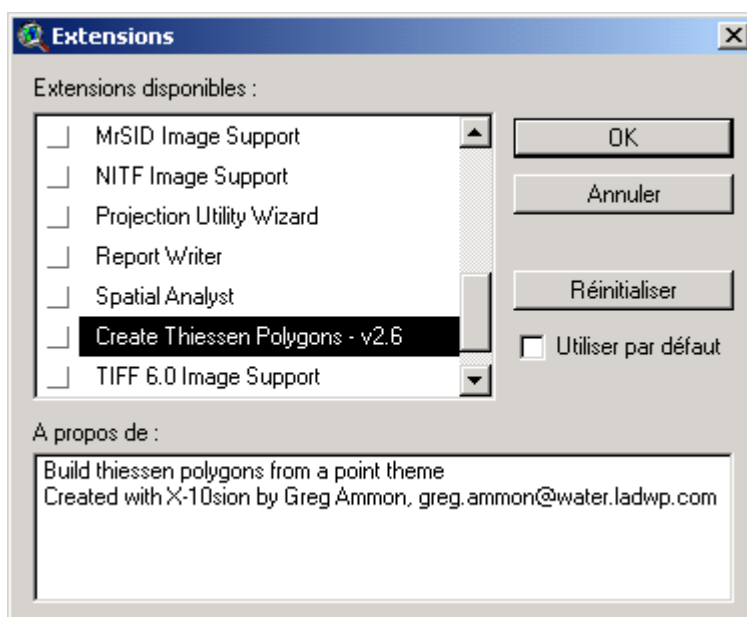 Extensions
Extensions disponibles :
MrSID Image Support
NITF Image Support
Projection Utility Wizard
Report Writer
Spatial Analyst
Create Thiessen Polygons - v2.6
TIFF 6.0 Image Support
OK
Annuler
Réinitialiser
Utiliser par défaut
A propos de :
Build thiessen polygons from a point theme
Created with X-10sion by Greg Ammon, greg.ammon@water.ladwp.com